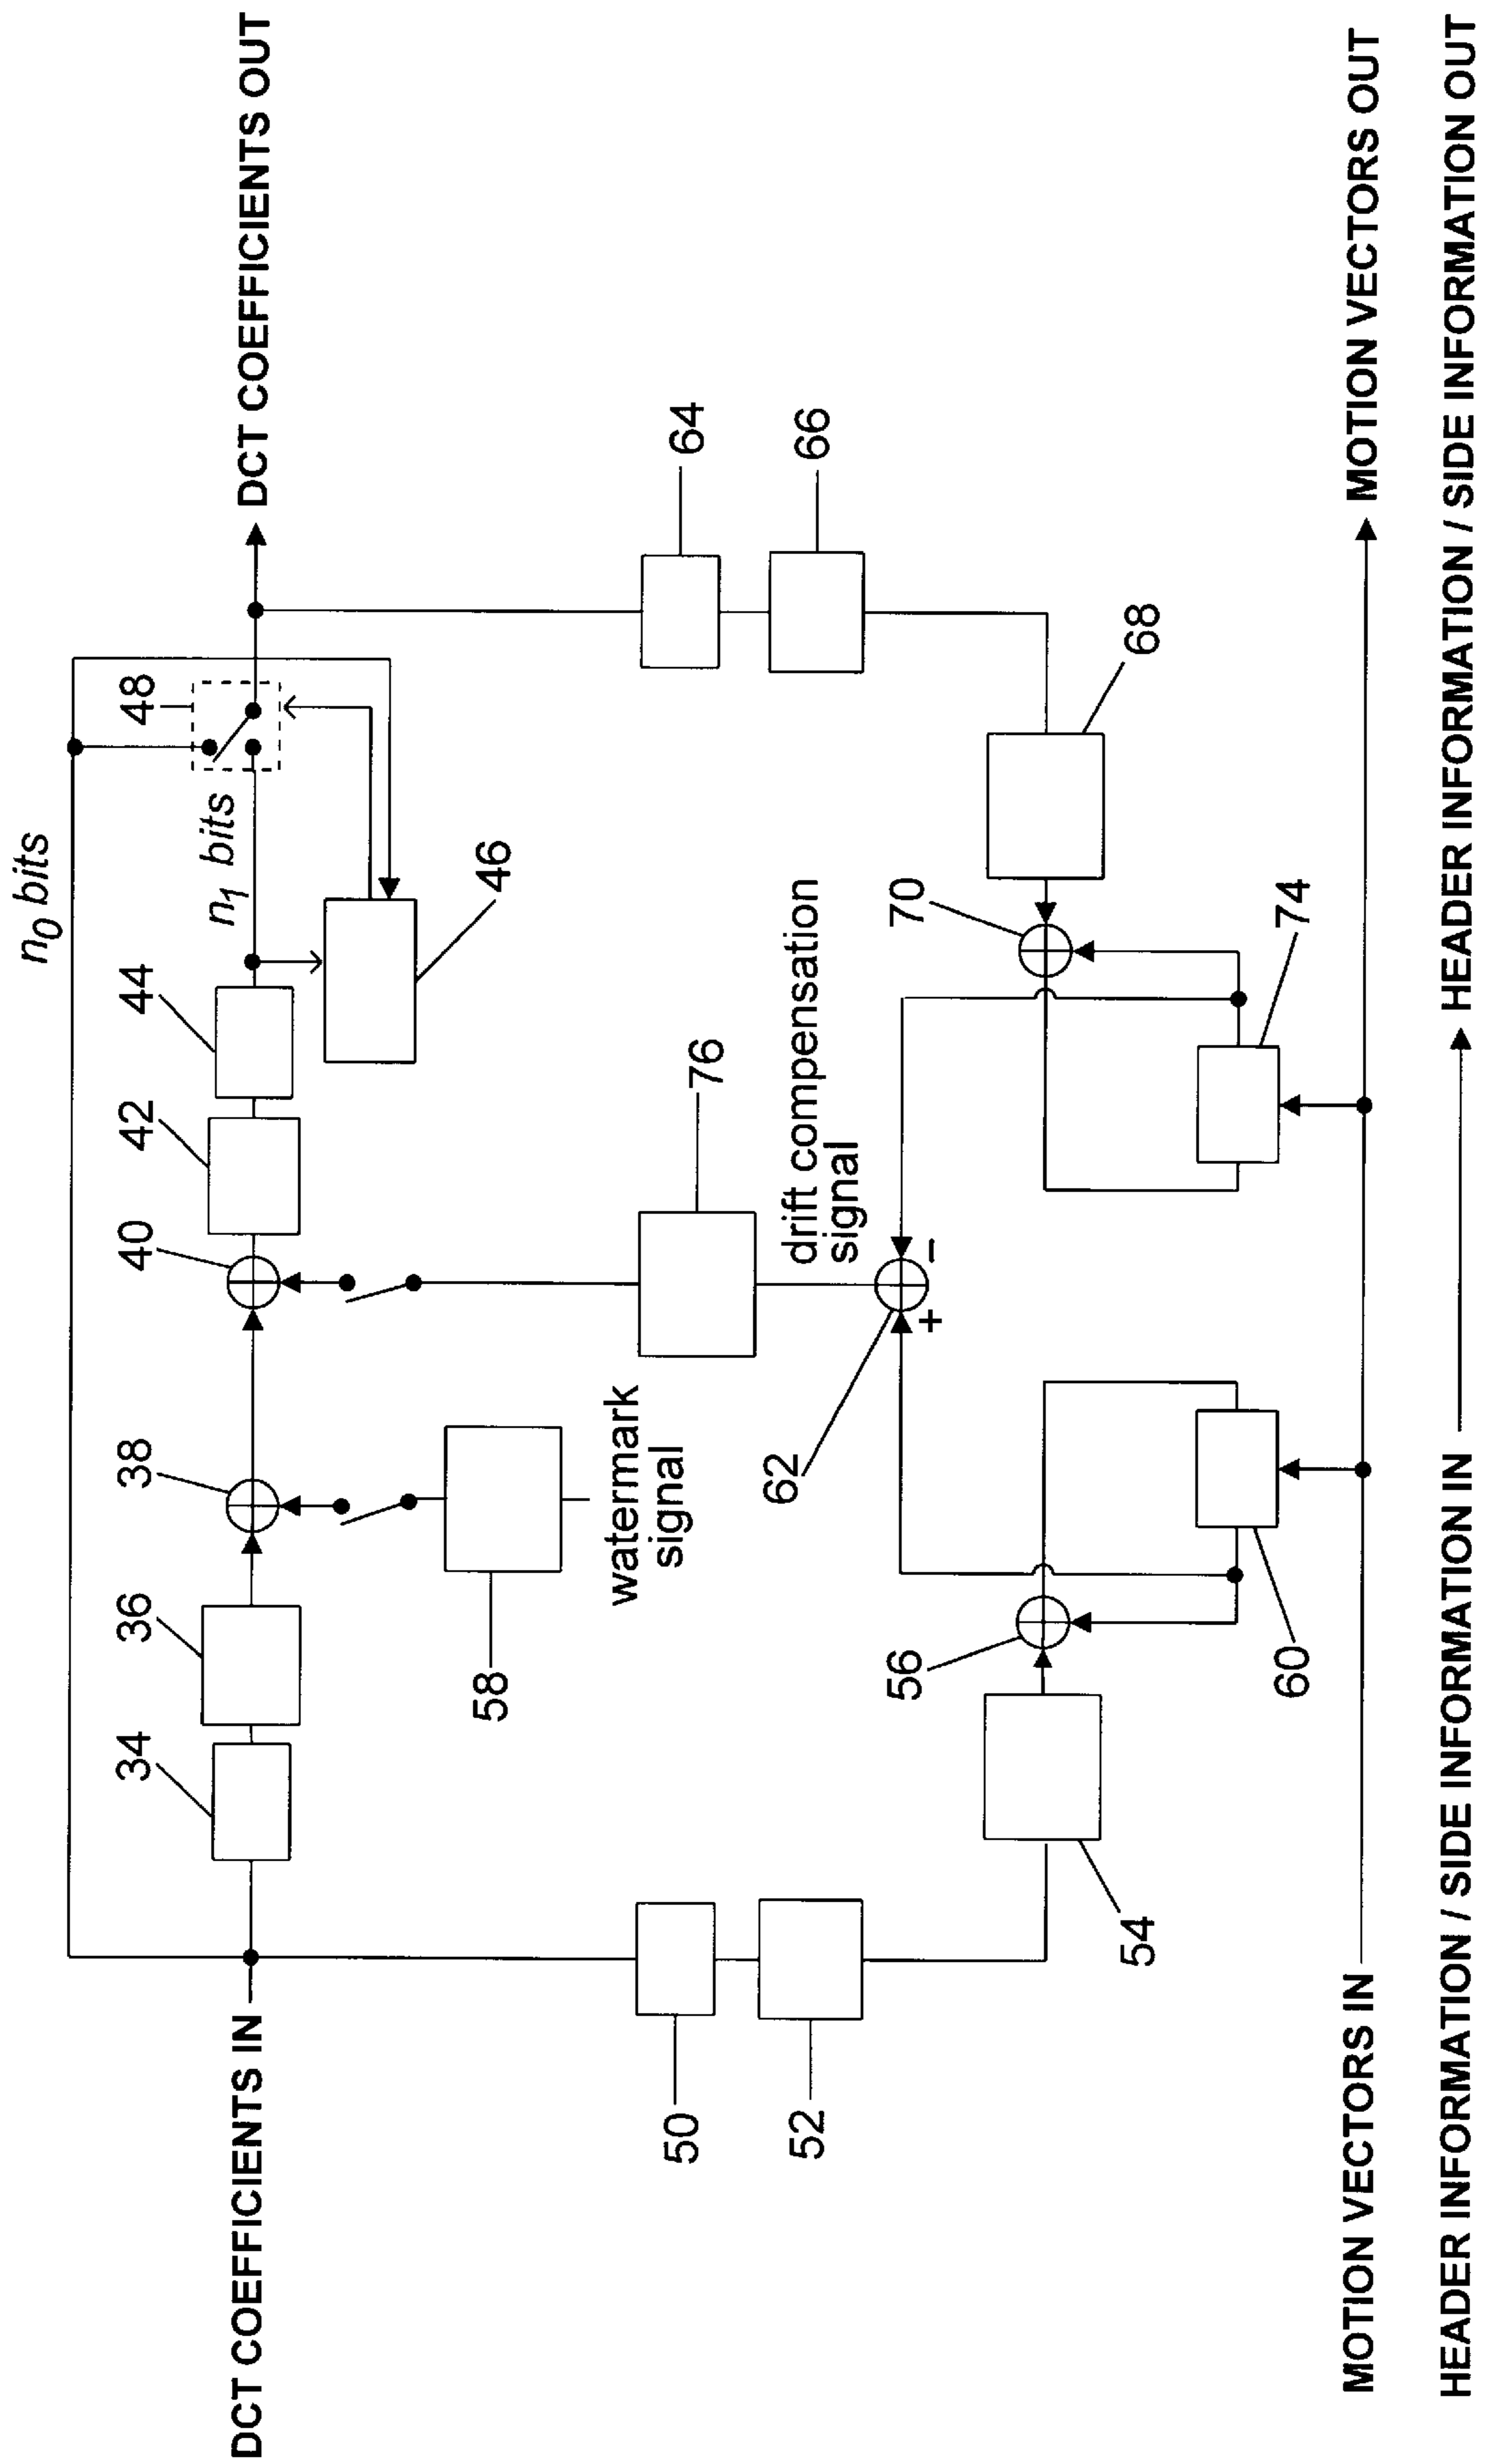 n0 bits
34
36
38
40
42
44
n1 bits
48
DCT COEFFICIENTS IN
DCT COEFFICIENTS OUT
46
58
watermark
signal
50
64
76
52
66
drift compensation
signal
62
56
70
54
68
60
74
MOTION VECTORS IN
MOTION VECTORS OUT
HEADER INFORMATION / SIDE INFORMATION IN
HEADER INFORMATION / SIDE INFORMATION OUT
+
−